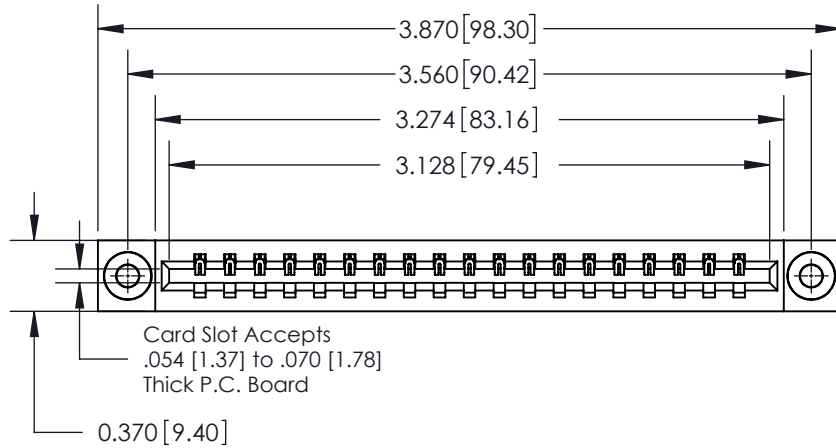 3.870 [98.30]
3.560 [90.42]
3.274 [83.16]
3.128 [79.45]
Card Slot Accepts
.054 [1.37] to .070 [1.78]
Thick P.C. Board
0.370 [9.40]